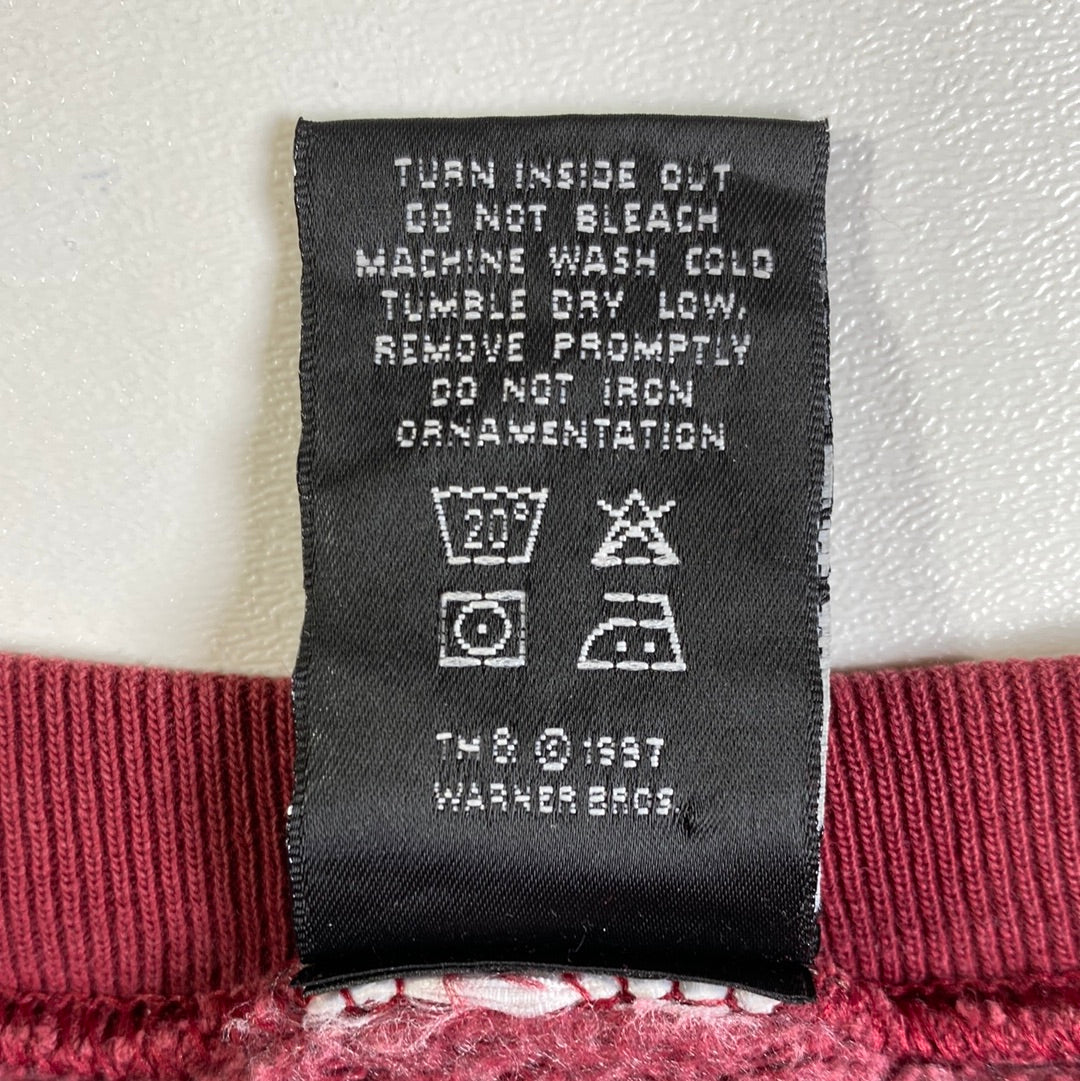 TURN INSIDE OUT
DO NOT BLEACH
MACHINE WASH COLD
TUMBLE DRY LOW,
REMOVE PROMPTLY
DO NOT IRON
ORNAMENTATION
20°
TM & © 1997
WARNER BROS.